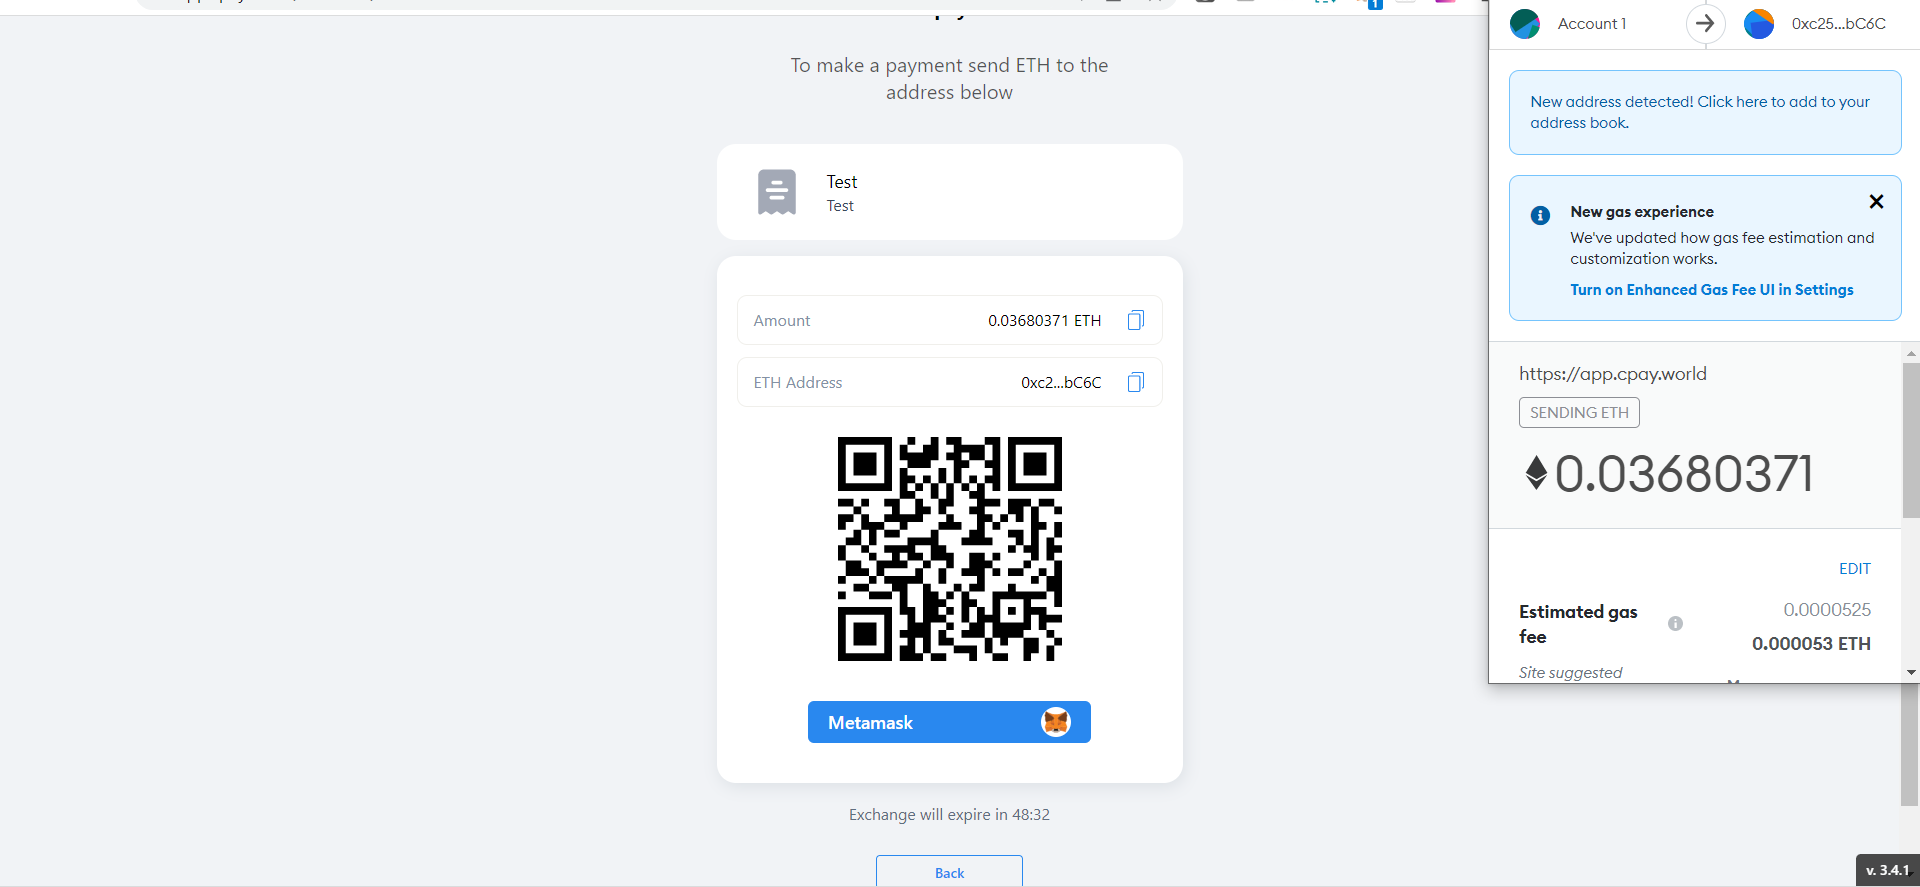 To make a payment send ETH to the
address below
Test
Test
Amount 0.03680371 ETH
ETH Address 0xc2...bC6C
Metamask
Exchange will expire in 48:32
Back
Account 1 0xc25...bC6C
New address detected! Click here to add to your
address book.
New gas experience
We've updated how gas fee estimation and
customization works.
Turn on Enhanced Gas Fee UI in Settings
https://app.cpay.world
SENDING ETH
0.03680371
EDIT
Estimated gas
fee
0.0000525
0.000053 ETH
Site suggested
v. 3.4.1